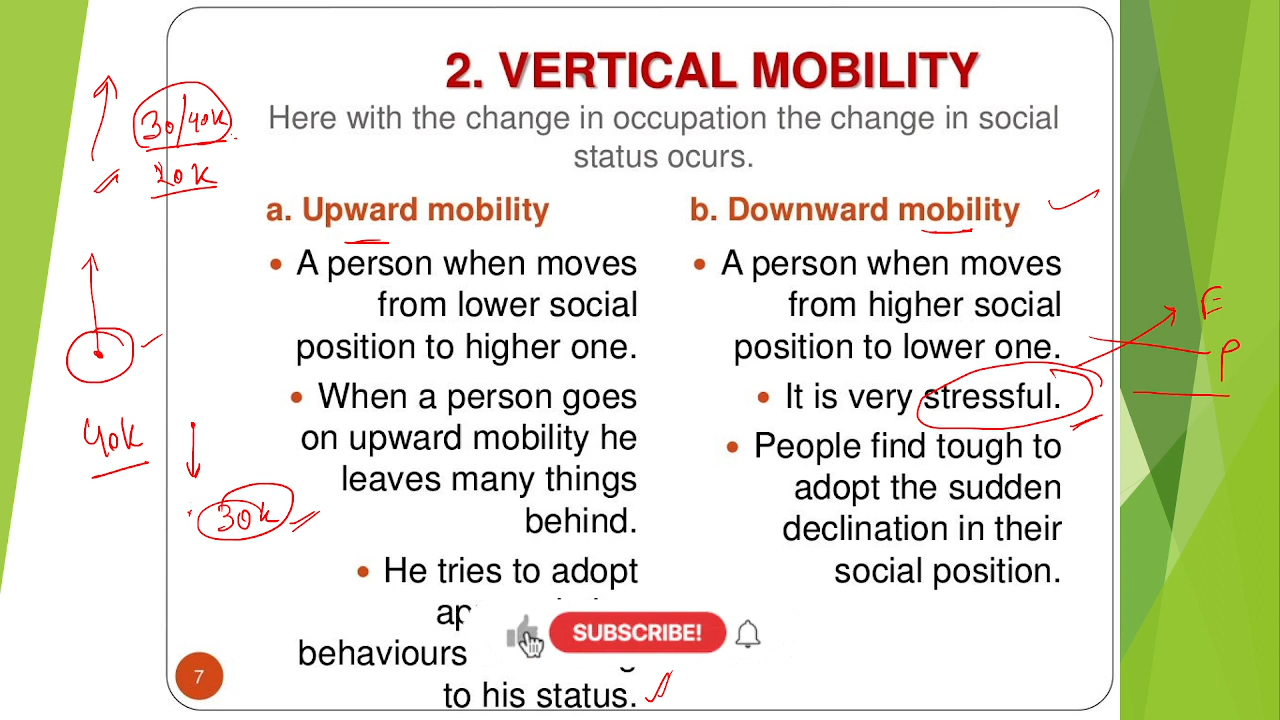 2. VERTICAL MOBILITY
Here with the change in occupation the change in social
status ocurs.
a. Upward mobility
• A person when moves
from lower social
position to higher one.
• When a person goes
on upward mobility he
leaves many things
behind.
• He tries to adopt
behaviours
to his status.
b. Downward mobility
• A person when moves
from higher social
position to lower one.
• It is very stressful.
• People find tough to
adopt the sudden
declination in their
social position.
30/40K
20K
40K
30K
E
P
SUBSCRIBE!
7